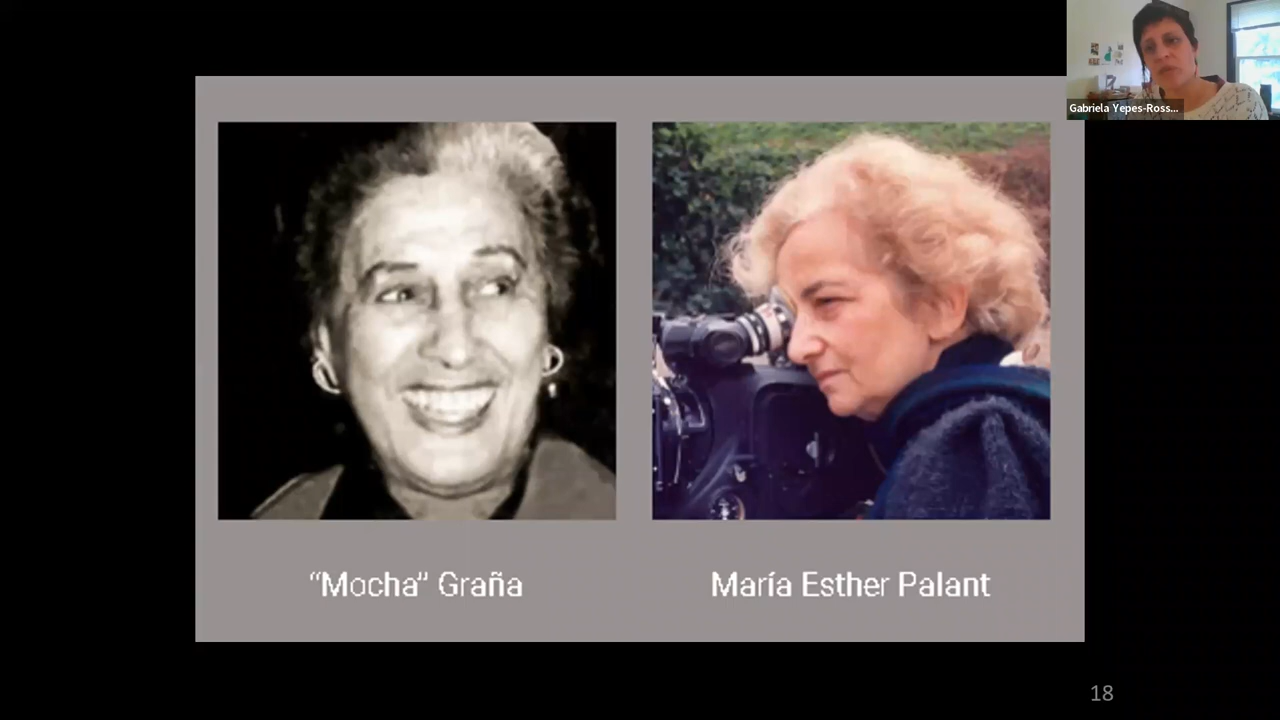 Gabriela Yepes-Ross...
“Mocha” Graña
María Esther Palant
18